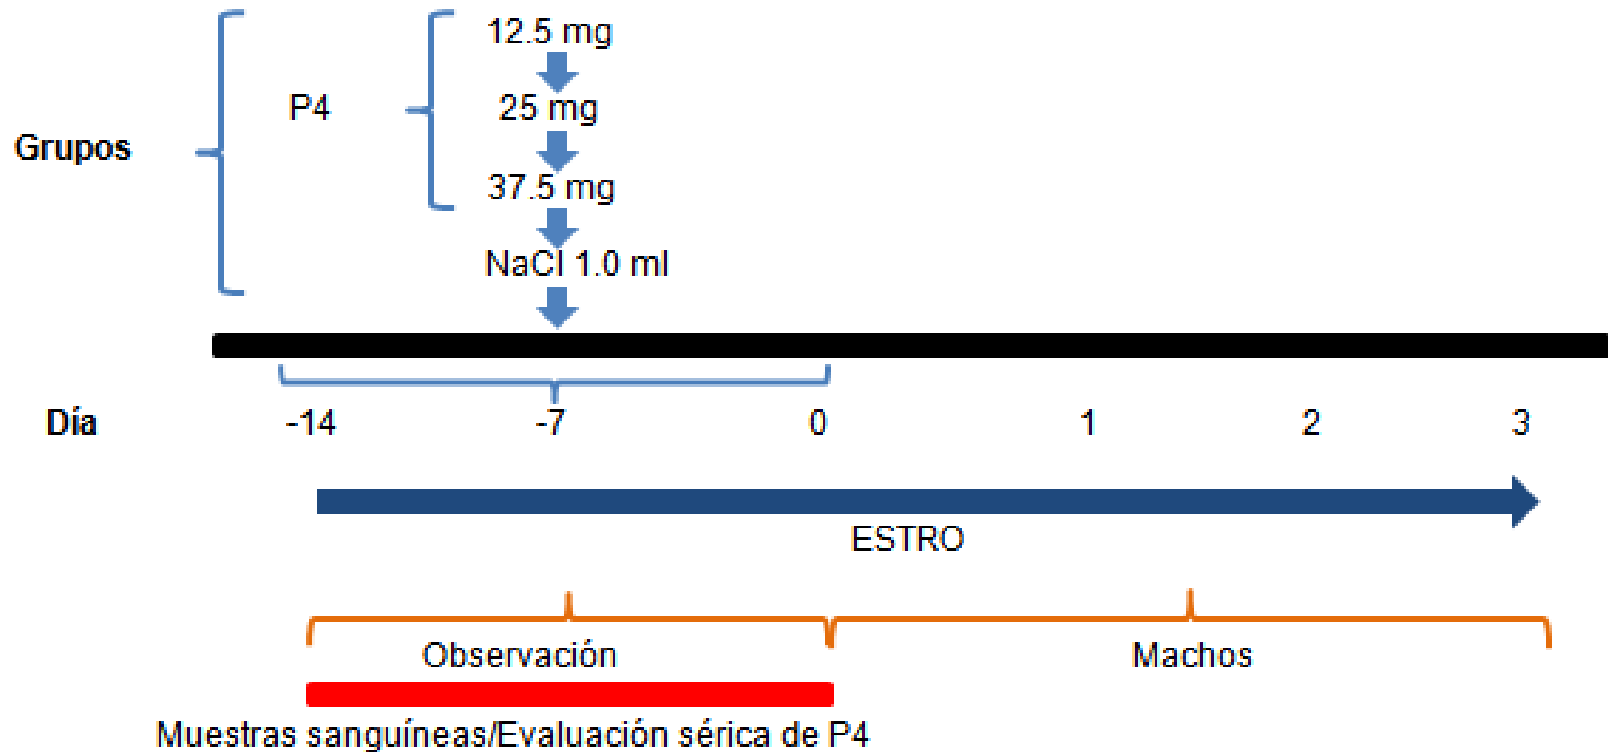 12.5 mg
P4
25 mg
Grupos
37.5 mg
NaCl 1.0 ml
Día -14 -7 0 1 2 3
ESTRO
Observación Machos
Muestras sanguíneas/Evaluación sérica de P4